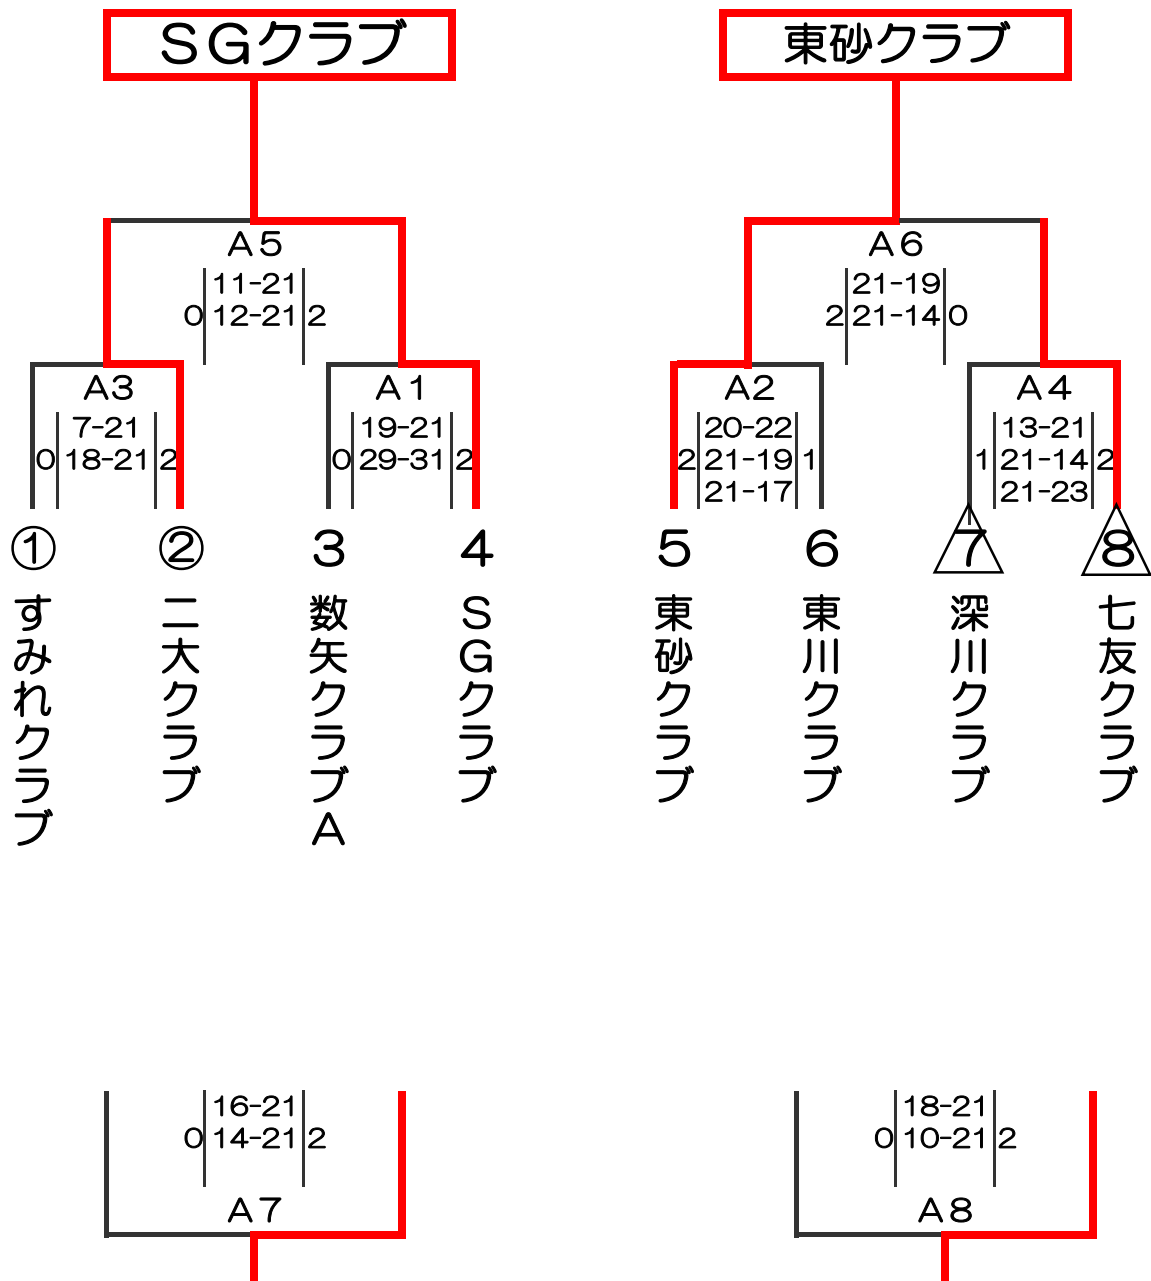 SGクラブ
東砂クラブ
A5
11-21
0 12-21 2
A6
21-19
2 21-14 0
A3
7-21
0 18-21 2
A1
19-21
0 29-31 2
A2
20-22
2 21-19 1
21-17
A4
13-21
1 21-14 2
21-23
① すみれクラブ
② 二大クラブ
3 数矢クラブA
4 SGクラブ
5 東砂クラブ
6 東川クラブ
7 深川クラブ
8 七友クラブ
16-21
0 14-21 2
A7
18-21
0 10-21 2
A8